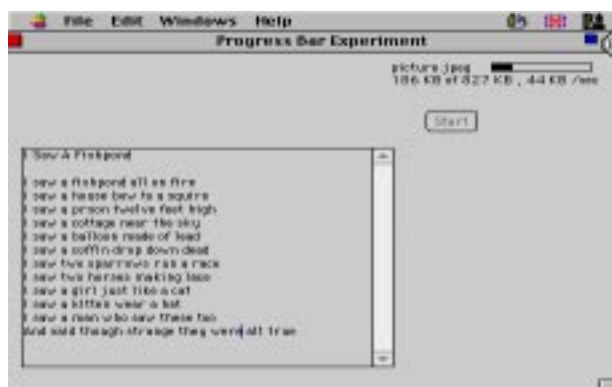 File Edit Windows Help
Progress Bar Experiment
picture.jpeg
186 KB of 827 KB, 44 KB /sec
Start
I Saw A Fishpond
I saw a fishpond all on fire
I saw a house bow to a squire
I saw a prson twelve feet high
I saw a cottage near the sky
I saw a balloon made of lead
I saw a coffin drop down dead
I saw two sparrows run a race
I saw two horses making lace
I saw a girl just like a cat
I saw a kitten wear a hat
I saw a man who saw these too
And said though strange they were all true